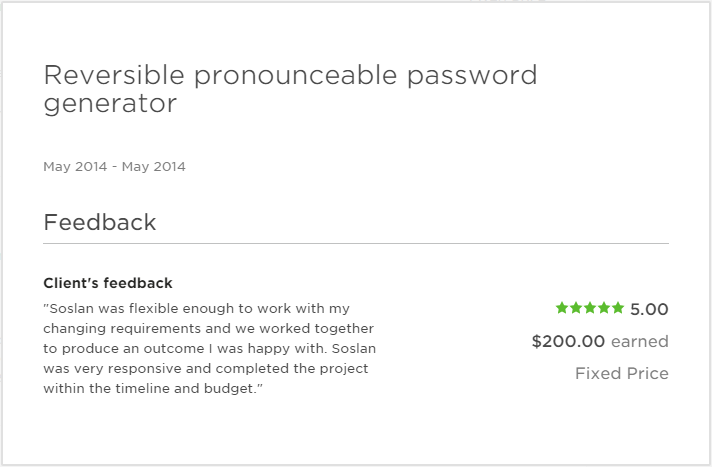 Reversible pronounceable password
generator
May 2014 - May 2014
Feedback
Client's feedback
"Soslan was flexible enough to work with my
changing requirements and we worked together
to produce an outcome I was happy with. Soslan
was very responsive and completed the project
within the timeline and budget."
5.00
$200.00 earned
Fixed Price